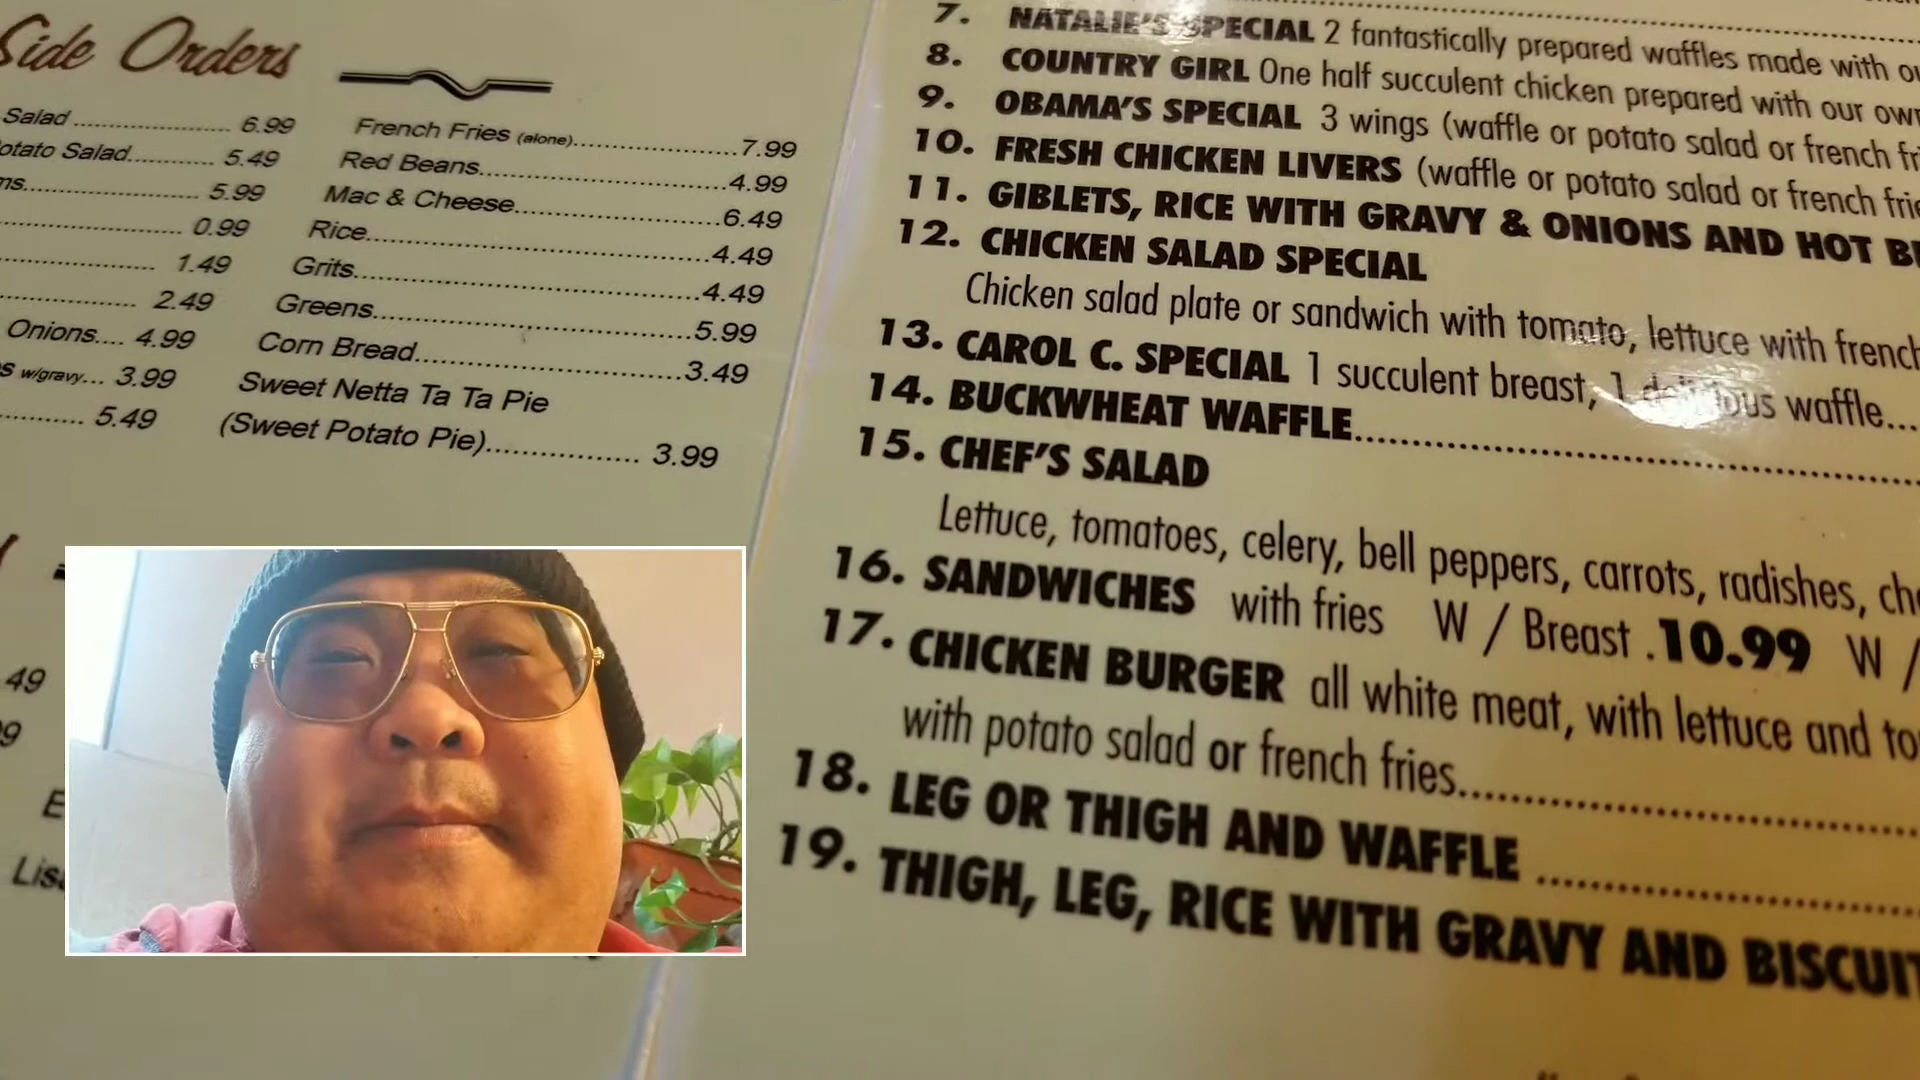 Side Orders
Salad 6.99
Potato Salad 5.49
5.99
0.99
1.49
2.49
Onions.... 4.99
w/gravy... 3.99
5.49
French Fries (alone) 7.99
Red Beans 4.99
Mac & Cheese 6.49
Rice 4.49
Grits 4.49
Greens 5.99
Corn Bread 3.49
Sweet Netta Ta Ta Pie
(Sweet Potato Pie) 3.99
49
7. NATALIE'S SPECIAL 2 fantastically prepared waffles made with
8. COUNTRY GIRL One half succulent chicken prepared with our own
9. OBAMA'S SPECIAL 3 wings (waffle or potato salad or french
10. FRESH CHICKEN LIVERS (waffle or potato salad or french
11. GIBLETS, RICE WITH GRAVY & ONIONS AND HOT
12. CHICKEN SALAD SPECIAL
Chicken salad plate or sandwich with tomato, lettuce with french
13. CAROL C. SPECIAL 1 succulent breast, 1 delicious waffle...
14. BUCKWHEAT WAFFLE
15. CHEF'S SALAD
Lettuce, tomatoes, celery, bell peppers, carrots, radishes,
16. SANDWICHES with fries W / Breast .10.99 W /
17. CHICKEN BURGER all white meat, with lettuce and
with potato salad or french fries
18. LEG OR THIGH AND WAFFLE
19. THIGH, LEG, RICE WITH GRAVY AND BISCUIT